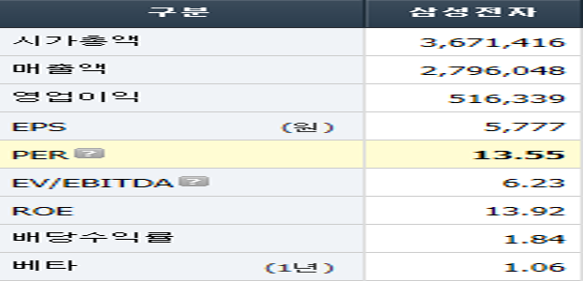 구분 삼성전자
시가총액 3,671,416
매출액 2,796,048
영업이익 516,339
EPS (원) 5,777
PER ? 13.55
EV/EBITDA ? 6.23
ROE 13.92
배당수익률 1.84
베타 (1년) 1.06